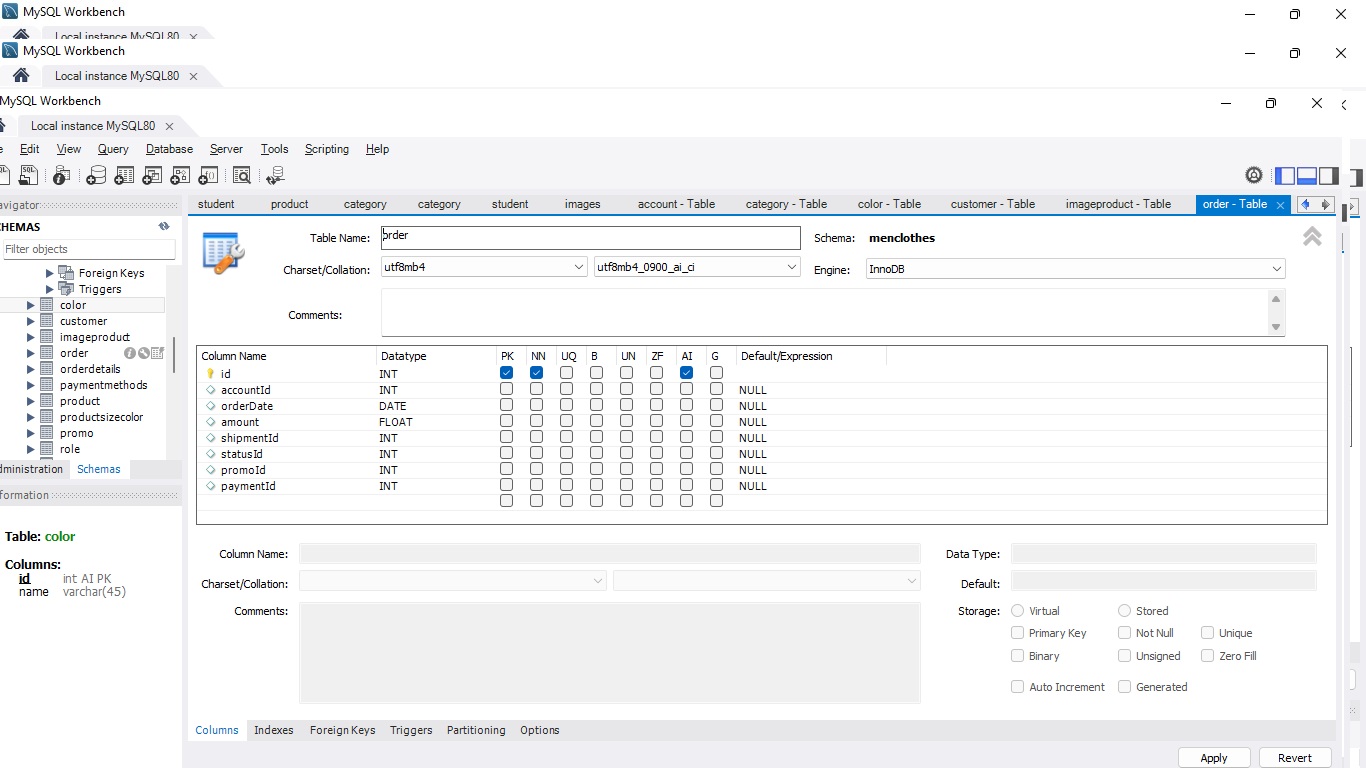 MySQL Workbench
Local instance MySQL80
MySQL Workbench
Local instance MySQL80
MySQL Workbench
Local instance MySQL80
Edit View Query Database Server Tools Scripting Help
avigator
student product category category student images account - Table category - Table color - Table customer - Table imageproduct - Table order - Table
CHEMAS
Filter objects
Foreign Keys
Triggers
color
customer
imageproduct
order
orderdetails
paymentmethods
product
productsizecolor
promo
role
dministration Schemas
formation
Table: color
Columns:
id int AI PK
name varchar(45)
Table Name: order Schema: menclothes
Charset/Collation: utf8mb4 utf8mb4_0900_ai_ci Engine: InnoDB
Comments:
Column Name Datatype PK NN UQ B UN ZF AI G Default/Expression
id INT
accountId INT NULL
orderDate DATE NULL
amount FLOAT NULL
shipmentId INT NULL
statusId INT NULL
promoId INT NULL
paymentId INT NULL
Column Name: Data Type:
Charset/Collation: Default:
Comments: Storage: Virtual Stored
Primary Key Not Null Unique
Binary Unsigned Zero Fill
Auto Increment Generated
Columns Indexes Foreign Keys Triggers Partitioning Options
Apply Revert